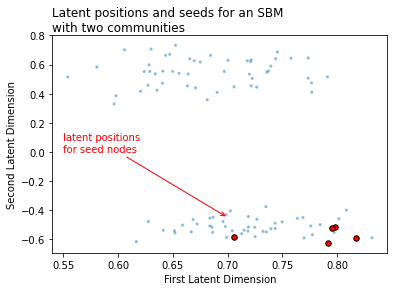 Latent positions and seeds for an SBM
with two communities
0.8
0.6
0.4
0.2
0.0
−0.2
−0.4
−0.6
Second Latent Dimension
latent positions
for seed nodes
0.55 0.60 0.65 0.70 0.75 0.80
First Latent Dimension